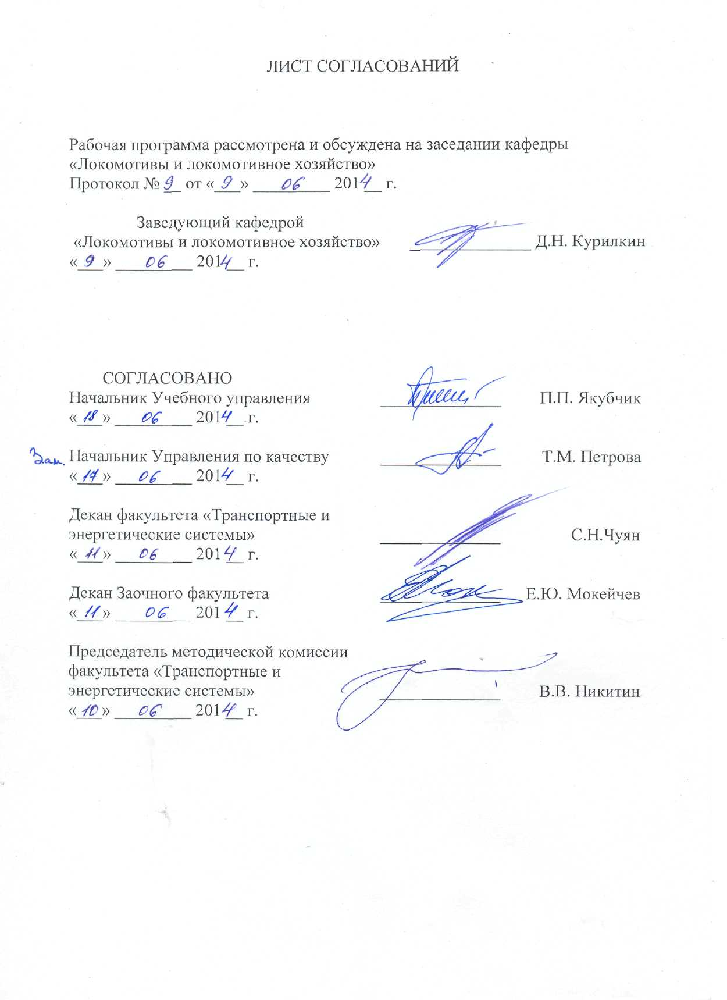 ЛИСТ СОГЛАСОВАНИЙ
Рабочая программа рассмотрена и обсуждена на заседании кафедры
«Локомотивы и локомотивное хозяйство»
Протокол № 9 от «9» 06 2014 г.
Заведующий кафедрой
«Локомотивы и локомотивное хозяйство» Д.Н. Курилкин
«9» 06 2014 г.
СОГЛАСОВАНО
Начальник Учебного управления П.П. Якубчик
«18» 06 2014 г.
Зам. Начальник Управления по качеству Т.М. Петрова
«17» 06 2014 г.
Декан факультета «Транспортные и
энергетические системы» С.Н.Чуян
«11» 06 2014 г.
Декан Заочного факультета Е.Ю. Мокейчев
«11» 06 2014 г.
Председатель методической комиссии
факультета «Транспортные и
энергетические системы» В.В. Никитин
«10» 06 2014 г.